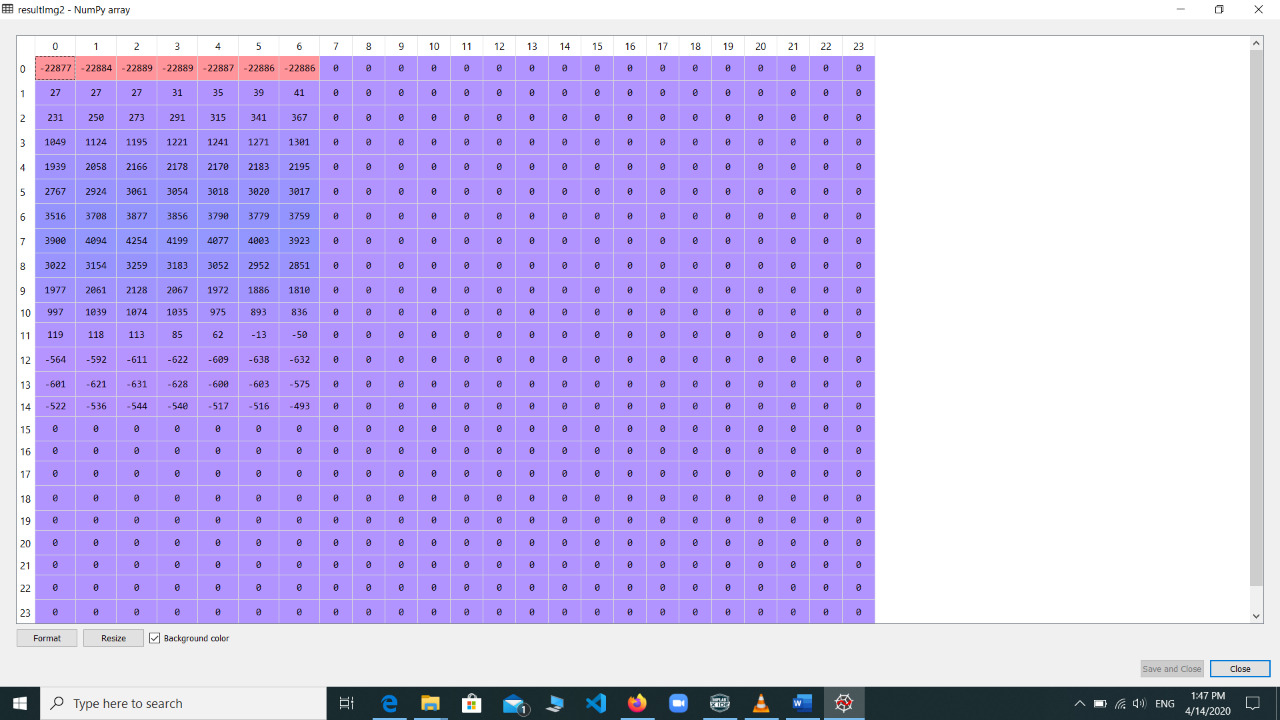 resultImg2 - NumPy array
0 1 2 3 4 5 6 7 8 9 10 11 12 13 14 15 16 17 18 19 20 21 22 23
0 -22877 -22884 -22889 -22889 -22887 -22886 -22886 0 0 0 0 0 0 0 0 0 0 0 0 0 0 0 0 0
1 27 27 27 31 35 39 41 0 0 0 0 0 0 0 0 0 0 0 0 0 0 0 0 0
2 231 250 273 291 315 341 367 0 0 0 0 0 0 0 0 0 0 0 0 0 0 0 0 0
3 1049 1124 1195 1221 1241 1271 1301 0 0 0 0 0 0 0 0 0 0 0 0 0 0 0 0 0
4 1939 2058 2166 2178 2170 2183 2195 0 0 0 0 0 0 0 0 0 0 0 0 0 0 0 0 0
5 2767 2924 3061 3054 3018 3020 3017 0 0 0 0 0 0 0 0 0 0 0 0 0 0 0 0 0
6 3516 3708 3877 3856 3790 3779 3759 0 0 0 0 0 0 0 0 0 0 0 0 0 0 0 0 0
7 3900 4094 4254 4199 4077 4003 3923 0 0 0 0 0 0 0 0 0 0 0 0 0 0 0 0 0
8 3022 3154 3259 3183 3052 2952 2851 0 0 0 0 0 0 0 0 0 0 0 0 0 0 0 0 0
9 1977 2061 2128 2067 1972 1886 1810 0 0 0 0 0 0 0 0 0 0 0 0 0 0 0 0 0
10 997 1039 1074 1035 975 893 836 0 0 0 0 0 0 0 0 0 0 0 0 0 0 0 0 0
11 119 118 113 85 62 -13 -50 0 0 0 0 0 0 0 0 0 0 0 0 0 0 0 0 0
12 -564 -592 -611 -622 -609 -638 -632 0 0 0 0 0 0 0 0 0 0 0 0 0 0 0 0 0
13 -601 -621 -631 -628 -600 -603 -575 0 0 0 0 0 0 0 0 0 0 0 0 0 0 0 0 0
14 -522 -536 -544 -540 -517 -516 -493 0 0 0 0 0 0 0 0 0 0 0 0 0 0 0 0 0
15 0 0 0 0 0 0 0 0 0 0 0 0 0 0 0 0 0 0 0 0 0 0 0 0
16 0 0 0 0 0 0 0 0 0 0 0 0 0 0 0 0 0 0 0 0 0 0 0 0
17 0 0 0 0 0 0 0 0 0 0 0 0 0 0 0 0 0 0 0 0 0 0 0 0
18 0 0 0 0 0 0 0 0 0 0 0 0 0 0 0 0 0 0 0 0 0 0 0 0
19 0 0 0 0 0 0 0 0 0 0 0 0 0 0 0 0 0 0 0 0 0 0 0 0
20 0 0 0 0 0 0 0 0 0 0 0 0 0 0 0 0 0 0 0 0 0 0 0 0
21 0 0 0 0 0 0 0 0 0 0 0 0 0 0 0 0 0 0 0 0 0 0 0 0
22 0 0 0 0 0 0 0 0 0 0 0 0 0 0 0 0 0 0 0 0 0 0 0 0
23 0 0 0 0 0 0 0 0 0 0 0 0 0 0 0 0 0 0 0 0 0 0 0 0
Format Resize Background color
Save and Close Close
Type here to search
1
ENG
1:47 PM
4/14/2020